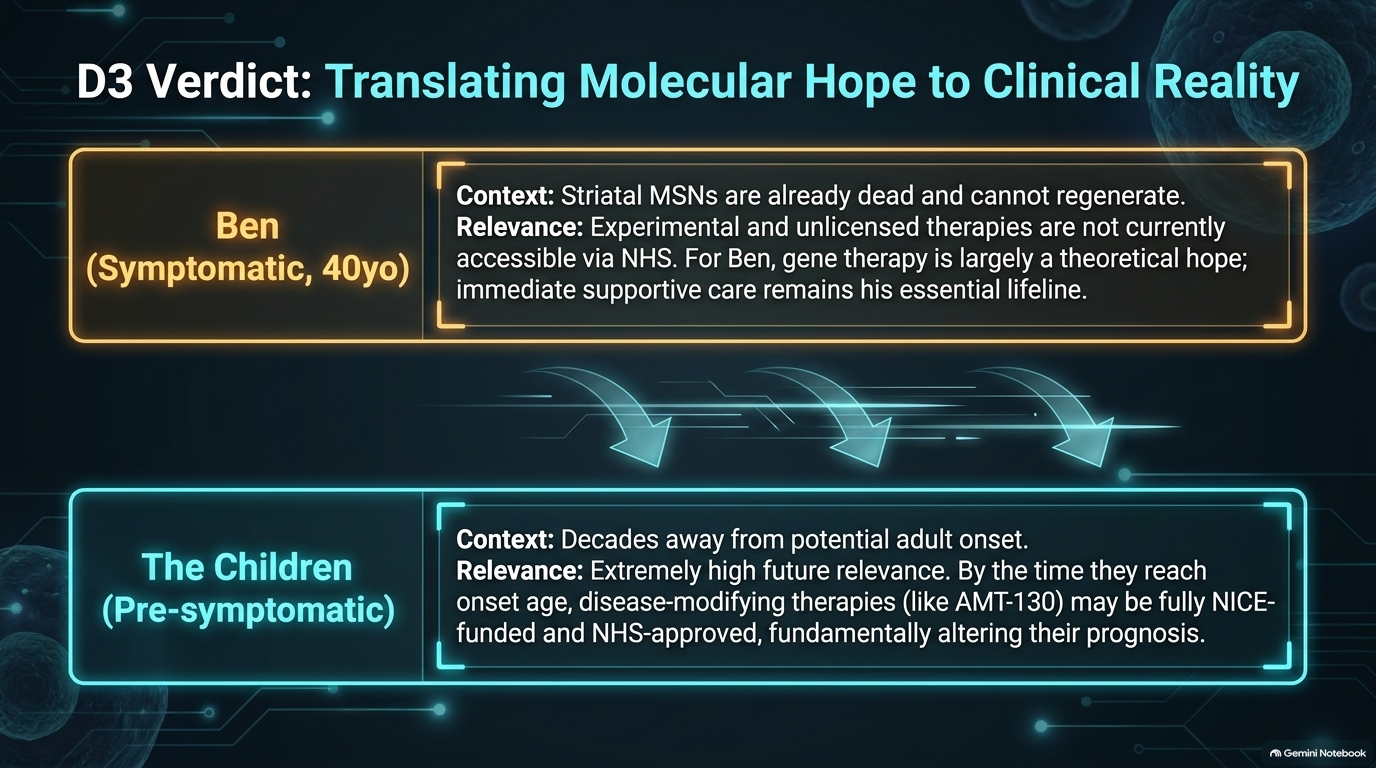 D3 Verdict: Translating Molecular Hope to Clinical Reality
Ben
(Symptomatic, 40yo)
Context: Striatal MSNs are already dead and cannot regenerate.
Relevance: Experimental and unlicensed therapies are not currently
accessible via NHS. For Ben, gene therapy is largely a theoretical hope;
immediate supportive care remains his essential lifeline.
The Children
(Pre-symptomatic)
Context: Decades away from potential adult onset.
Relevance: Extremely high future relevance. By the time they reach
onset age, disease-modifying therapies (like AMT-130) may be fully NICE-
funded and NHS-approved, fundamentally altering their prognosis.
Gemini Notebook